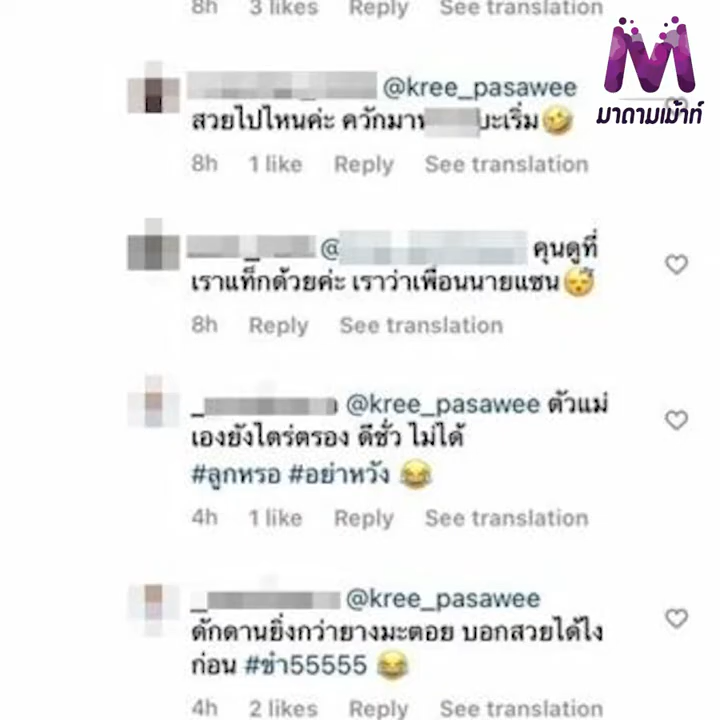 8h 3 likes Reply See translation
M
มาดามเม้าท์
@kree_pasawee
สวยไปไหนค่ะ ควักมา บะเริ่ม🤣
8h 1 like Reply See translation
@ คุนดูที่
เราแท็กด้วยค่ะ เราว่าเพื่อนนายแซน😴
8h Reply See translation
_ @kree_pasawee ตัวแม่
เองยังไตร่ตรอง ดีชั่ว ไม่ได้
#ลูกหรอ #อย่าหวัง 😂
4h 1 like Reply See translation
_ @kree_pasawee
ดักดานยิ่งกว่ายางมะตอย บอกสวยได้ไง
ก่อน #ขำ55555 😂
4h 2 likes Reply See translation